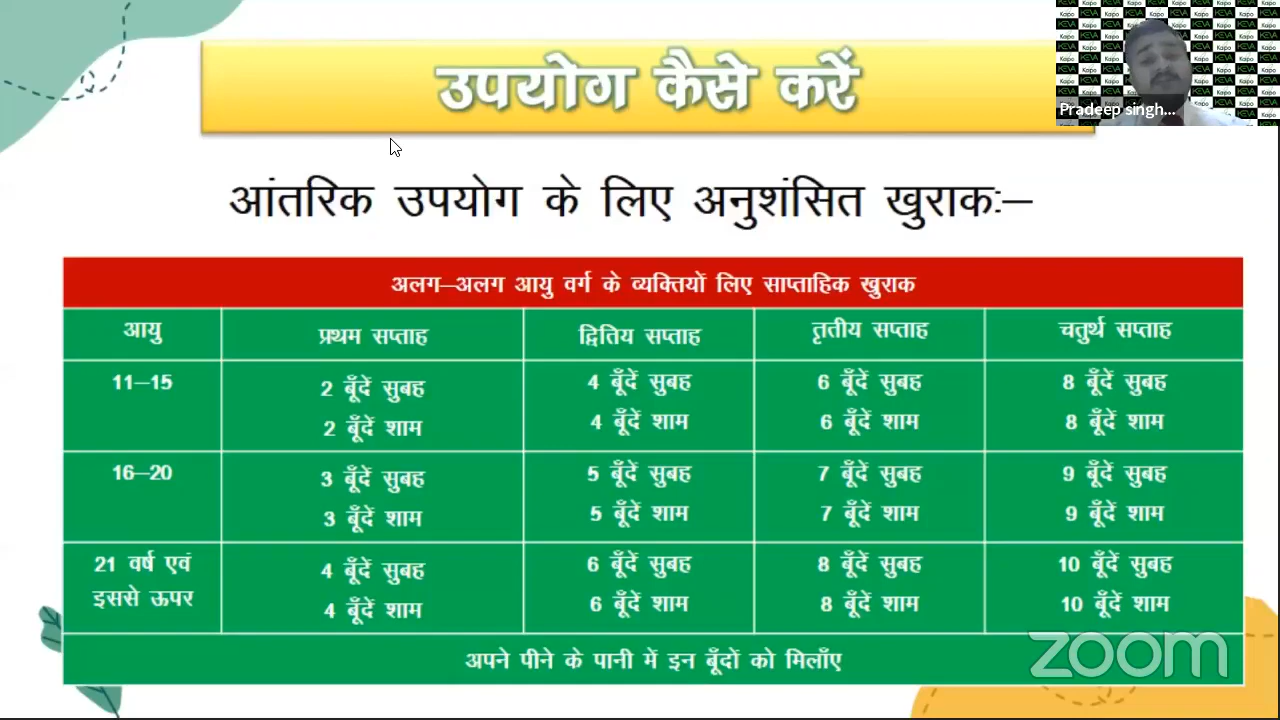 उपयोग कैसे करें
Pradeep singh...
आंतरिक उपयोग के लिए अनुशंसित खुराकः–
अलग–अलग आयु वर्ग के व्यक्तियों लिए साप्ताहिक खुराक
आयु प्रथम सप्ताह द्वितिय सप्ताह तृतीय सप्ताह चतुर्थ सप्ताह
11–15 2 बूँदें सुबह 4 बूँदें सुबह 6 बूँदें सुबह 8 बूँदें सुबह
2 बूँदें शाम 4 बूँदें शाम 6 बूँदें शाम 8 बूँदें शाम
16–20 3 बूँदें सुबह 5 बूँदें सुबह 7 बूँदें सुबह 9 बूँदें सुबह
3 बूँदें शाम 5 बूँदें शाम 7 बूँदें शाम 9 बूँदें शाम
21 वर्ष एवं 4 बूँदें सुबह 6 बूँदें सुबह 8 बूँदें सुबह 10 बूँदें सुबह
इससे ऊपर 4 बूँदें शाम 6 बूँदें शाम 8 बूँदें शाम 10 बूँदें शाम
अपने पीने के पानी में इन बूँदों को मिलाँए
zoom